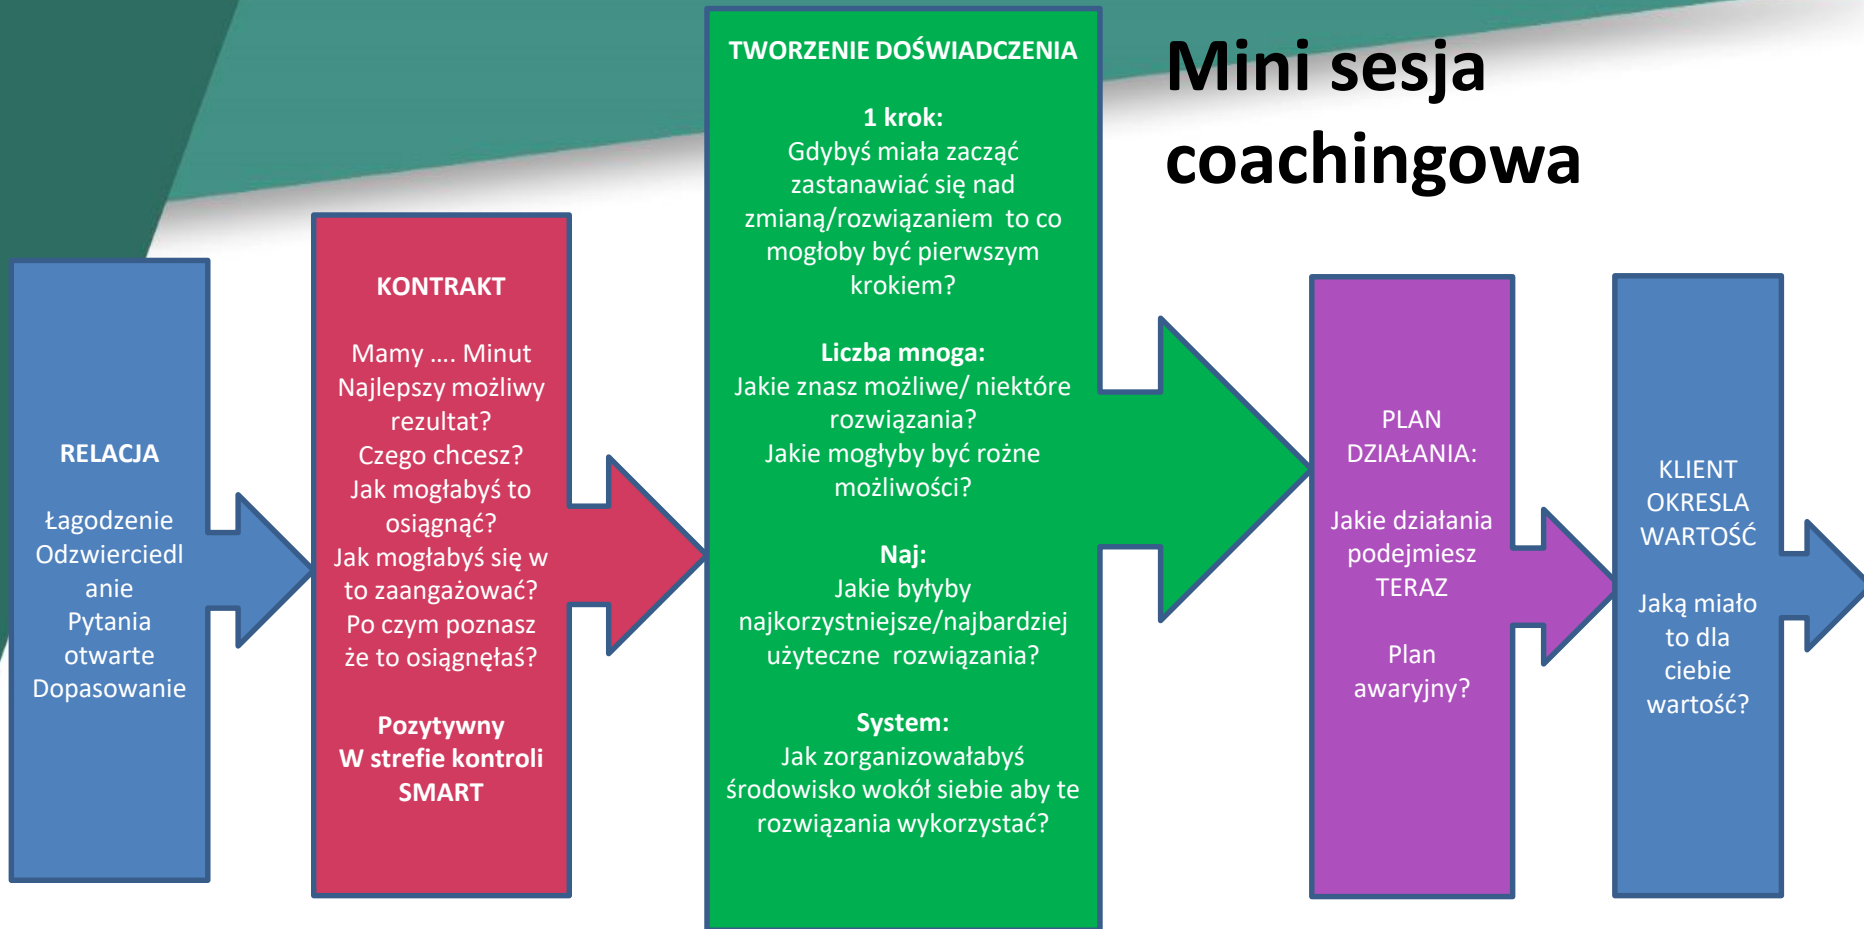 Mini sesja
coachingowa
RELACJA
Łagodzenie
Odzwierciedl
anie
Pytania
otwarte
Dopasowanie
KONTRAKT
Mamy .... Minut
Najlepszy możliwy
rezultat?
Czego chcesz?
Jak mogłabyś to
osiągnąć?
Jak mogłabyś się w
to zaangażować?
Po czym poznasz
że to osiągnęłaś?
Pozytywny
W strefie kontroli
SMART
TWORZENIE DOŚWIADCZENIA
1 krok:
Gdybyś miała zacząć
zastanawiać się nad
zmianą/rozwiązaniem  to co
mogłoby być pierwszym
krokiem?
Liczba mnoga:
Jakie znasz możliwe/ niektóre
rozwiązania?
Jakie mogłyby być rożne
możliwości?
Naj:
Jakie byłyby
najkorzystniejsze/najbardziej
użyteczne  rozwiązania?
System:
Jak zorganizowałabyś
środowisko wokół siebie aby te
rozwiązania wykorzystać?
PLAN
DZIAŁANIA:
Jakie działania
podejmiesz
TERAZ
Plan
awaryjny?
KLIENT
OKRESLA
WARTOŚĆ
Jaką miało
to dla
ciebie
wartość?